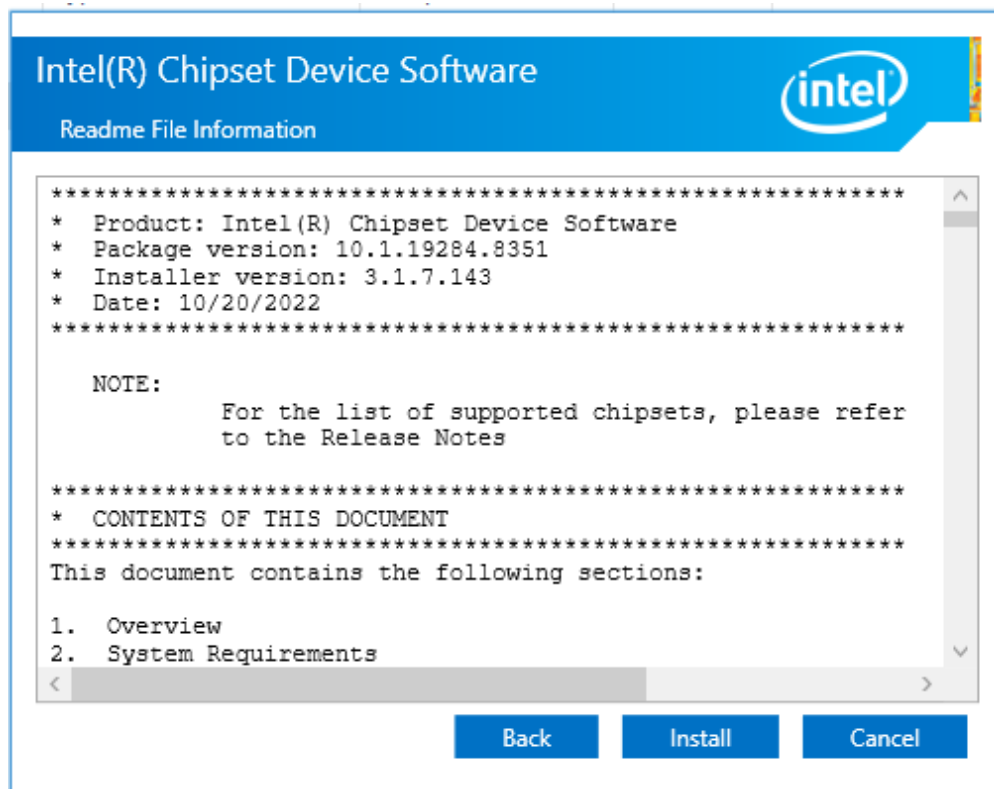 Intel(R) Chipset Device Software
intel
Readme File Information
************************************************************
*  Product: Intel(R) Chipset Device Software
*  Package version: 10.1.19284.8351
*  Installer version: 3.1.7.143
*  Date: 10/20/2022
************************************************************
NOTE:
For the list of supported chipsets, please refer
to the Release Notes
************************************************************
*  CONTENTS OF THIS DOCUMENT
************************************************************
This document contains the following sections:
1.  Overview
2.  System Requirements
Back
Install
Cancel